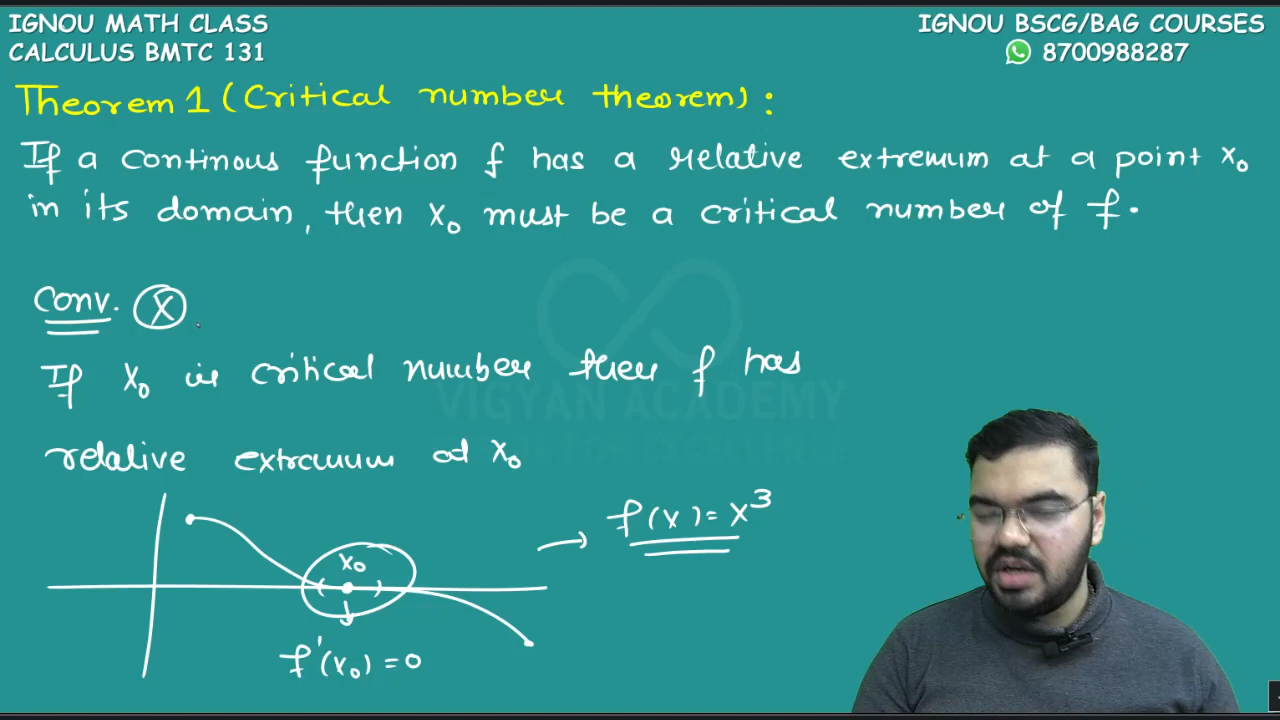 IGNOU MATH CLASS
CALCULUS BMTC 131
IGNOU BSCG/BAG COURSES
8700988287
Theorem 1 (Critical number theorem) :
If a continous function f has a relative extremum at a point x₀
in its domain, then x₀ must be a critical number of f.
Conv. X
If x₀ is critical number then f has
relative extremum at x₀
VIGYAN ACADEMY
f(x) = x³
x₀
f'(x₀) = 0